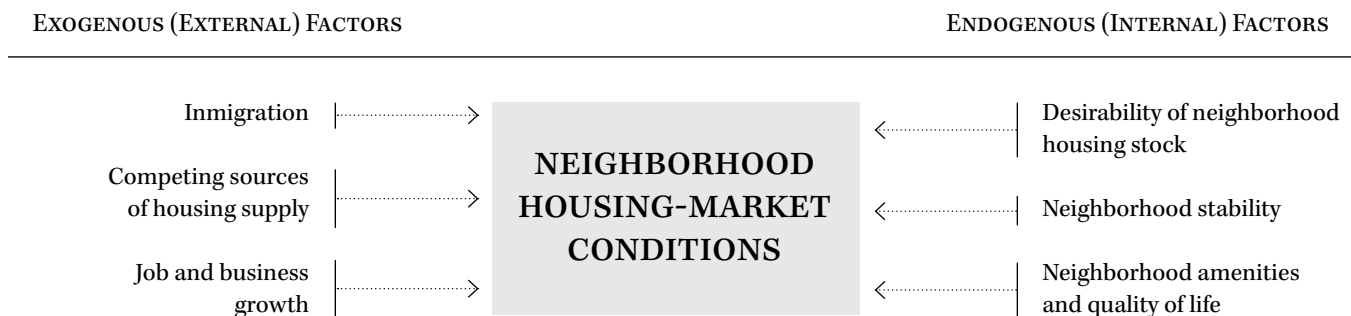 EXOGENOUS (EXTERNAL) FACTORS
ENDOGENOUS (INTERNAL) FACTORS
Inmigration
Competing sources
of housing supply
Job and business
growth
NEIGHBORHOOD
HOUSING-MARKET
CONDITIONS
Desirability of neighborhood
housing stock
Neighborhood stability
Neighborhood amenities
and quality of life